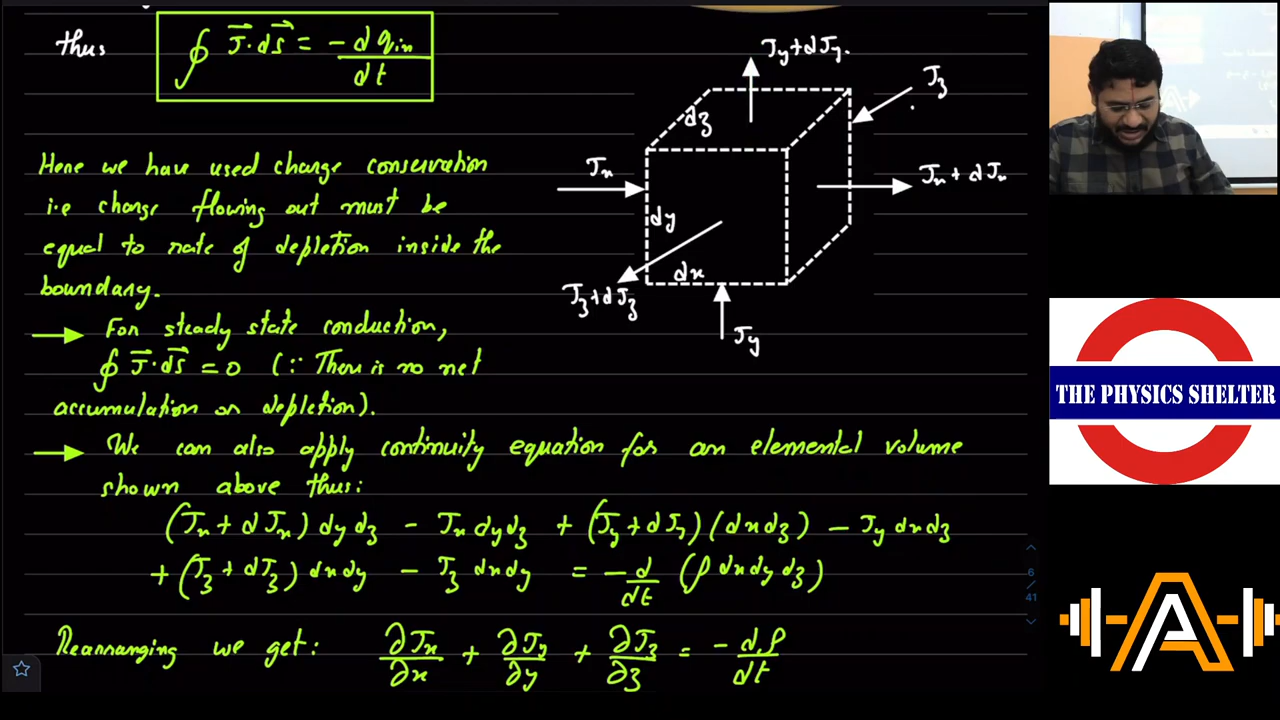 thus ∮ J⃗·ds⃗ = -dq_in/dt
Here we have used charge conservation
i.e charge flowing out must be
equal to rate of depletion inside the
boundary.
→ For steady state conduction,
∮ J⃗·ds⃗ = 0 (∵ There is no net
accumulation or depletion).
→ We can also apply continuity equation for an elemental volume
shown above thus:
(Jx + dJx) dy dz - Jx dy dz + (Jy + dJy) (dx dz) - Jy dx dz
+ (Jz + dJz) dx dy - Jz dx dy = -d/dt (ρ dx dy dz)
Rearranging we get: ∂Jx/∂x + ∂Jy/∂y + ∂Jz/∂z = -dρ/dt
Jy + dJy.
Jz
dz
Jx
Jx + dJx
dy
dx
Jz + dJz
Jy
THE PHYSICS SHELTER
6
/
41
A